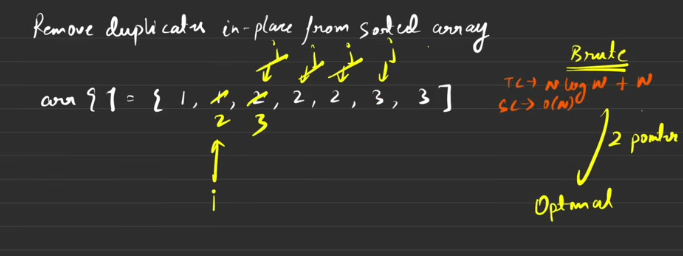 Remove duplicates in-place from sorted array
j j j j
arr [ ] = { 1, 1, 2, 2, 2, 3, 3 ]
2 3
i
Brute
TC → N log N + N
SC → O(N)
2 pointer
Optimal